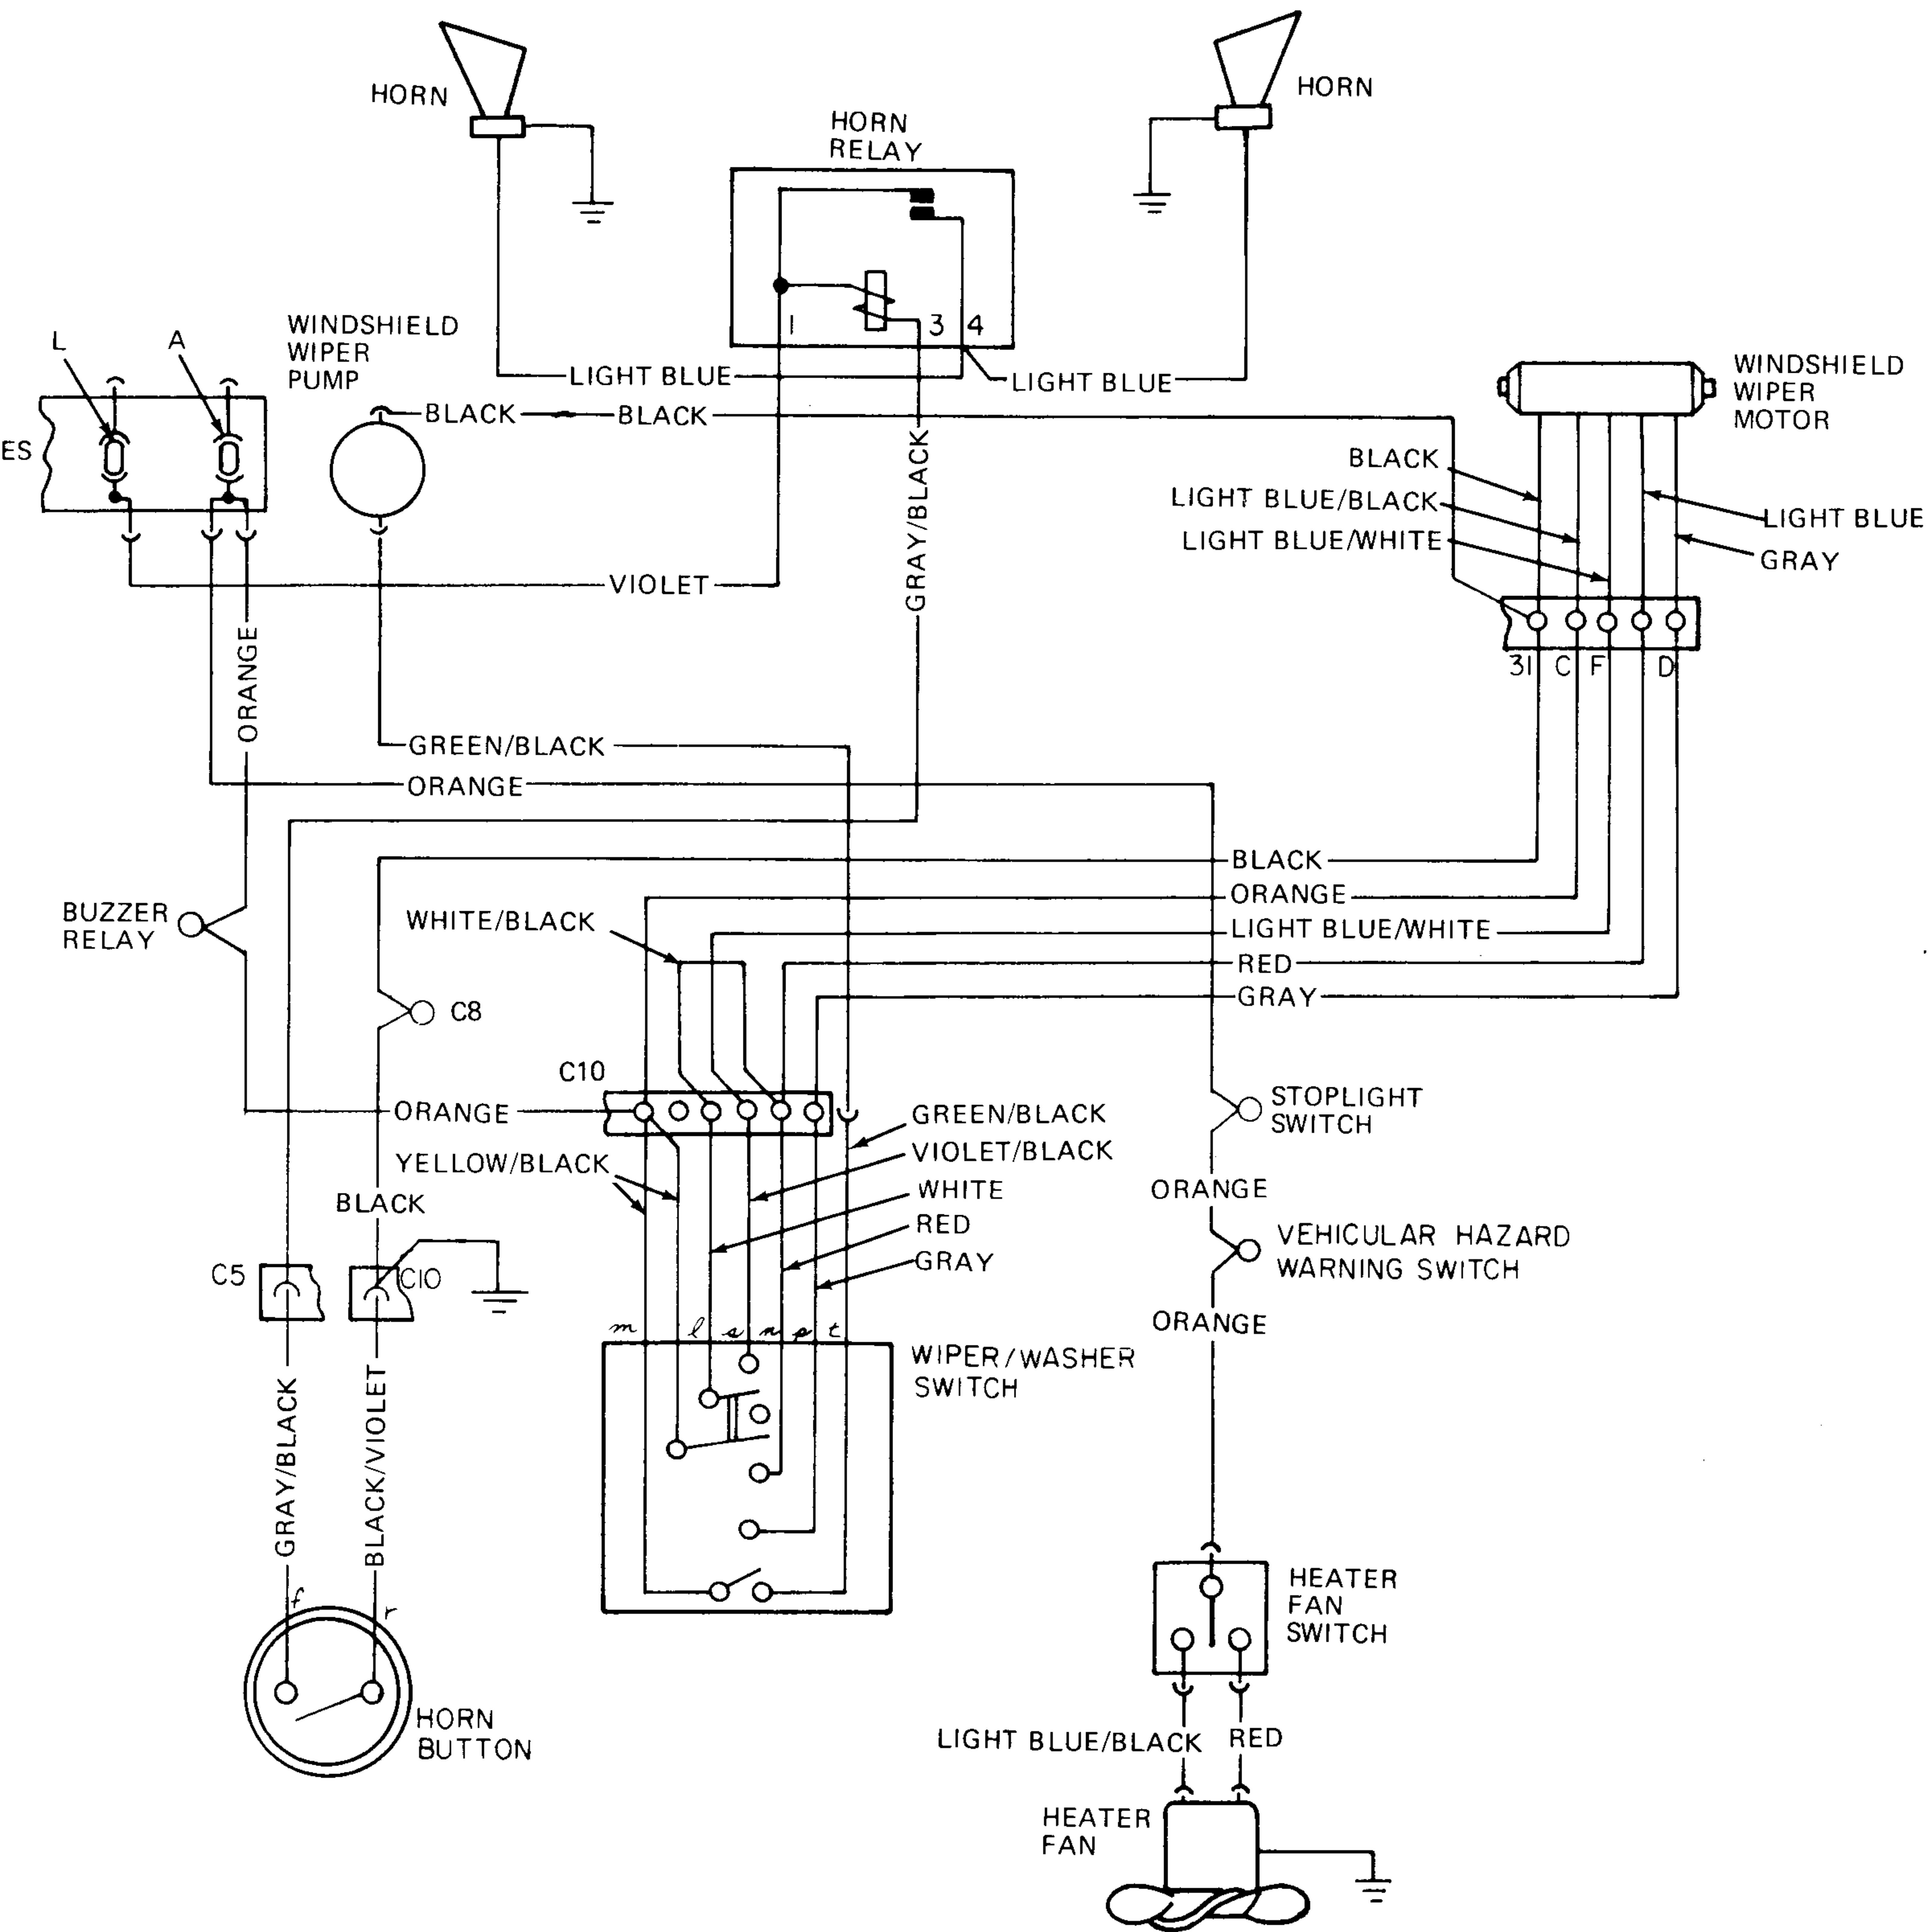 HORN
HORN
HORN
RELAY
1
3
4
L
A
WINDSHIELD
WIPER
PUMP
LIGHT BLUE
LIGHT BLUE
WINDSHIELD
WIPER
MOTOR
ES
BLACK
BLACK
GRAY/BLACK
BLACK
LIGHT BLUE/BLACK
LIGHT BLUE/WHITE
LIGHT BLUE
GRAY
VIOLET
ORANGE
31
C
F
D
GREEN/BLACK
ORANGE
BLACK
ORANGE
LIGHT BLUE/WHITE
RED
GRAY
BUZZER
RELAY
WHITE/BLACK
C8
C10
ORANGE
STOPLIGHT
SWITCH
GREEN/BLACK
VIOLET/BLACK
WHITE
RED
GRAY
YELLOW/BLACK
BLACK
ORANGE
VEHICULAR HAZARD
WARNING SWITCH
ORANGE
C5
C10
m
l
s
n
p
t
WIPER/WASHER
SWITCH
GRAY/BLACK
BLACK/VIOLET
f
r
HORN
BUTTON
HEATER
FAN
SWITCH
LIGHT BLUE/BLACK
RED
HEATER
FAN